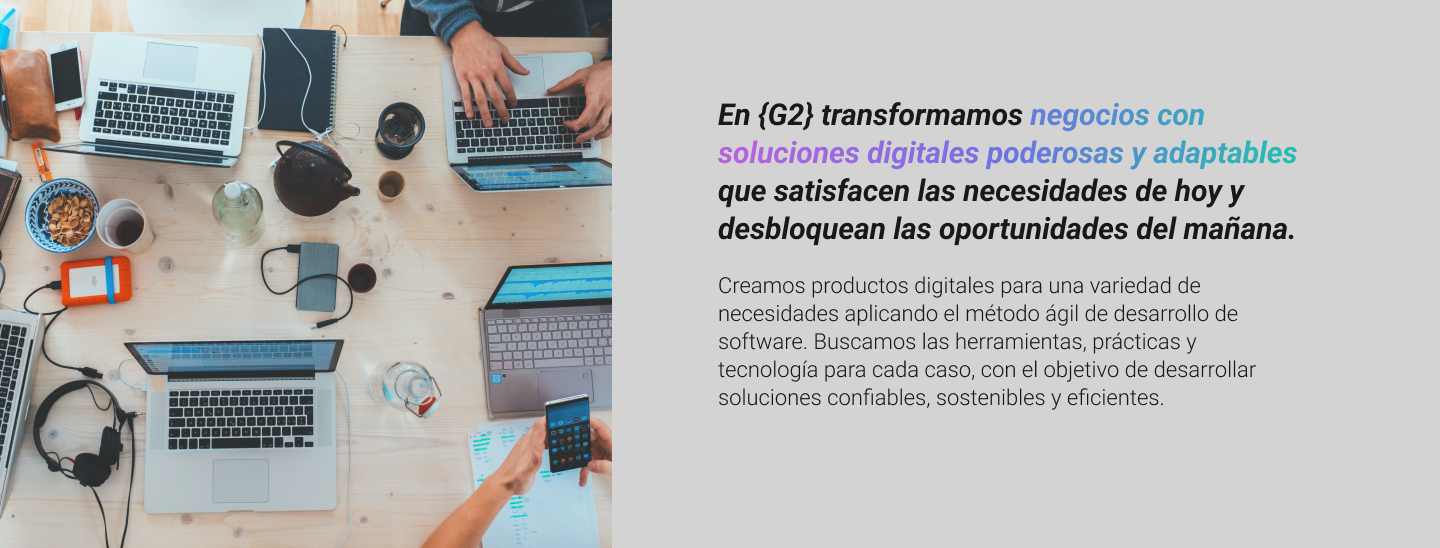 En {G2} transformamos negocios con
soluciones digitales poderosas y adaptables
que satisfacen las necesidades de hoy y
desbloquean las oportunidades del mañana.
Creamos productos digitales para una variedad de
necesidades aplicando el método ágil de desarrollo de
software. Buscamos las herramientas, prácticas y
tecnología para cada caso, con el objetivo de desarrollar
soluciones confiables, sostenibles y eficientes.